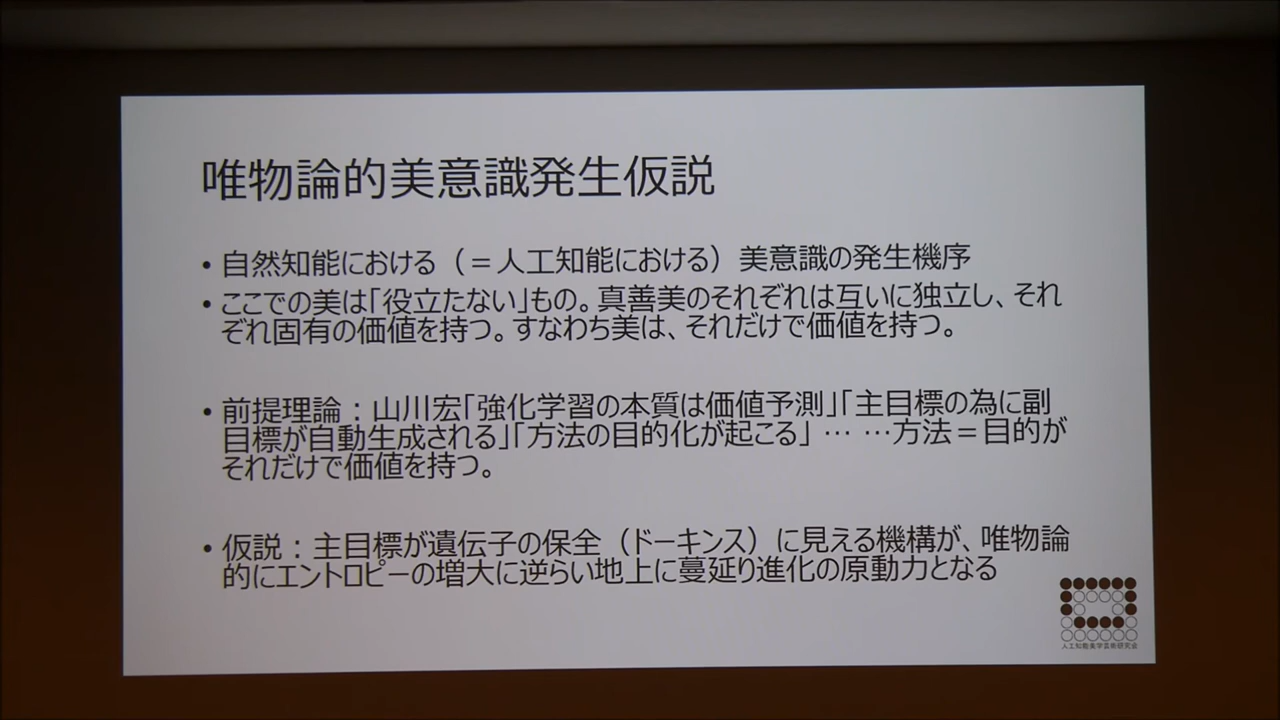 唯物論的美意識発生仮説
• 自然知能における（＝人工知能における）美意識の発生機序
• ここでの美は「役立たない」もの。真善美のそれぞれは互いに独立し、それ
ぞれ固有の価値を持つ。すなわち美は、それだけで価値を持つ。
• 前提理論：山川宏「強化学習の本質は価値予測」「主目標の為に副
目標が自動生成される」「方法の目的化が起こる」… …方法＝目的が
それだけで価値を持つ。
• 仮説：主目標が遺伝子の保全（ドーキンス）に見える機構が、唯物論
的にエントロピーの増大に逆らい地上に蔓延り進化の原動力となる
人工知能美学芸術研究会